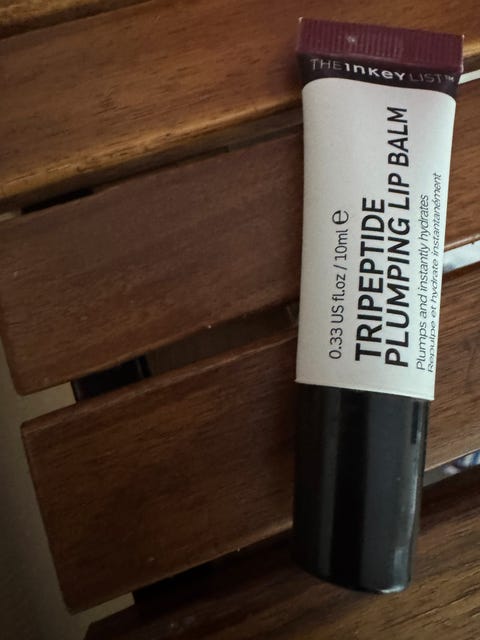 THE INKEY LIST™
0.33 US fl.oz / 10ml ℮
TRIPEPTIDE
PLUMPING LIP BALM
Plumps and instantly hydrates
Repulpe et hydrate instantanément